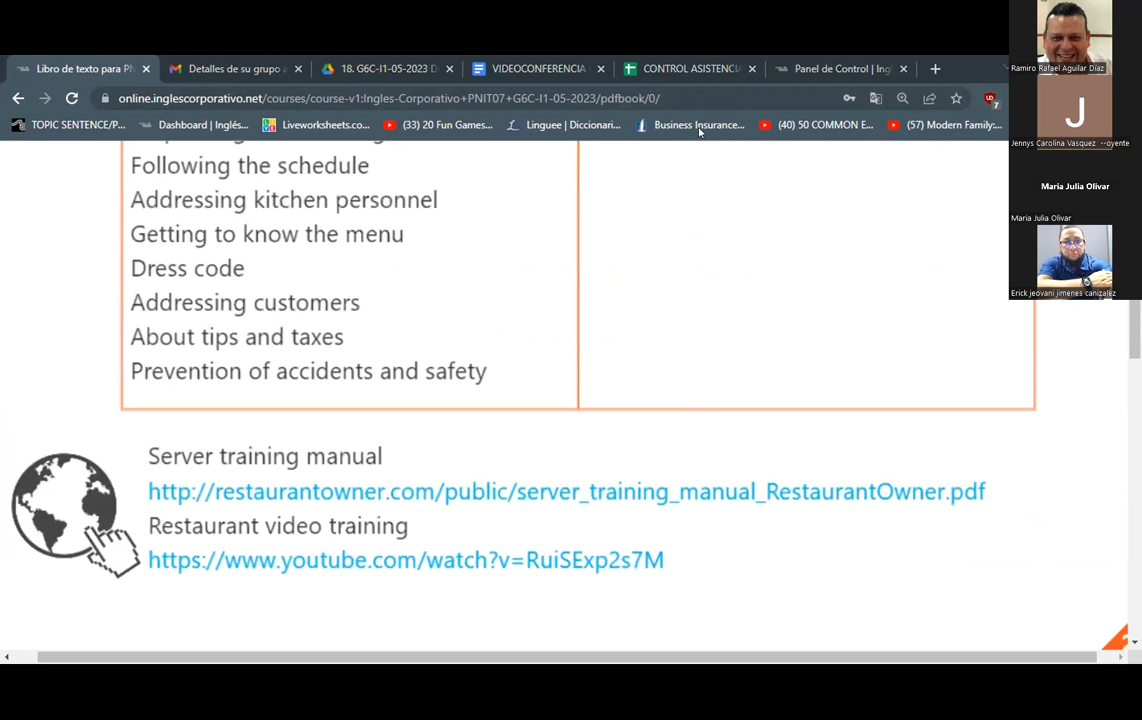 Libro de texto para PN
Detalles de su grupo a
18. G6C-I1-05-2023 D
VIDEOCONFERENCIA
CONTROL ASISTENCI
Panel de Control | Ing
online.inglescorporativo.net/courses/course-v1:Ingles-Corporativo+PNIT07+G6C-I1-05-2023/pdfbook/0/
7
TOPIC SENTENCE/P...
Dashboard | Inglés...
Liveworksheets.co...
(33) 20 Fun Games...
Linguee | Diccionari...
Business Insurance...
(40) 50 COMMON E...
(57) Modern Family:...
Following the schedule
Addressing kitchen personnel
Getting to know the menu
Dress code
Addressing customers
About tips and taxes
Prevention of accidents and safety
Server training manual
http://restaurantowner.com/public/server_training_manual_RestaurantOwner.pdf
Restaurant video training
https://www.youtube.com/watch?v=RuiSExp2s7M
Ramiro Rafael Aguilar Díaz
J
Jennys Carolina Vasquez --oyente
Maria Julia Olivar
Maria Julia Olivar
Erick jeovani jimenes canizaléz